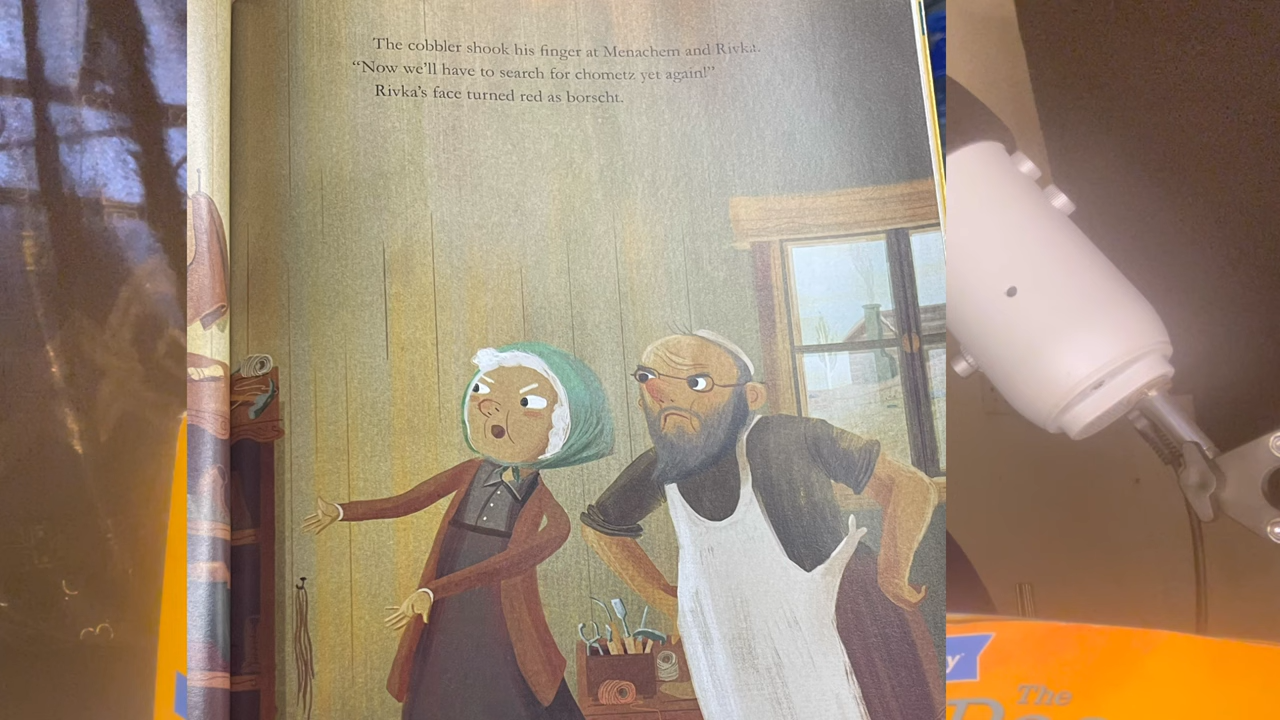 The cobbler shook his finger at Menachem and Rivka.
“Now we’ll have to search for chometz yet again!”
Rivka’s face turned red as borscht.
The